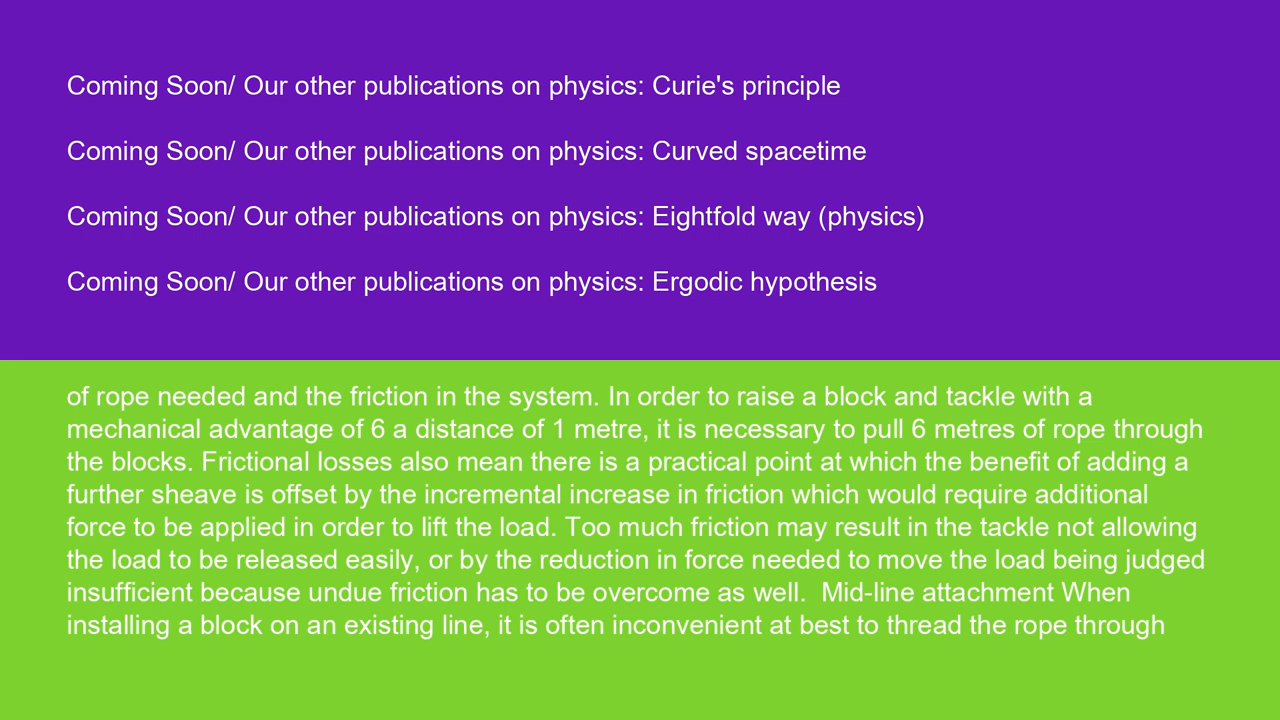 Coming Soon/ Our other publications on physics: Curie's principle
Coming Soon/ Our other publications on physics: Curved spacetime
Coming Soon/ Our other publications on physics: Eightfold way (physics)
Coming Soon/ Our other publications on physics: Ergodic hypothesis
of rope needed and the friction in the system. In order to raise a block and tackle with a
mechanical advantage of 6 a distance of 1 metre, it is necessary to pull 6 metres of rope through
the blocks. Frictional losses also mean there is a practical point at which the benefit of adding a
further sheave is offset by the incremental increase in friction which would require additional
force to be applied in order to lift the load. Too much friction may result in the tackle not allowing
the load to be released easily, or by the reduction in force needed to move the load being judged
insufficient because undue friction has to be overcome as well.  Mid-line attachment When
installing a block on an existing line, it is often inconvenient at best to thread the rope through